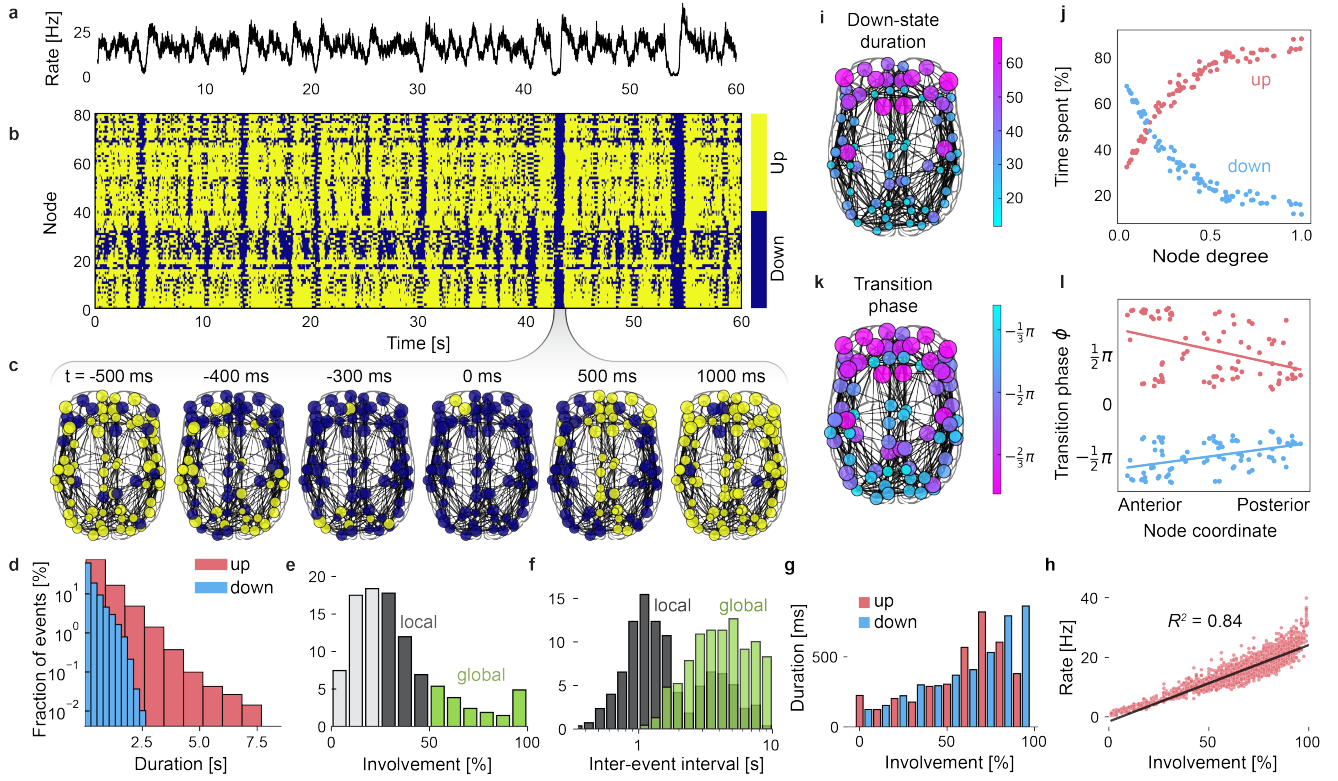 a
Rate [Hz]
25
0
10 20 30 40 50 60
b
Node
80
60
40
20
0
Up
Down
0 10 20 30 40 50 60
Time [s]
c
t = -500 ms -400 ms -300 ms 0 ms 500 ms 1000 ms
d
Fraction of events [%]
10¹
10⁰
10⁻¹
10⁻²
up
down
2.5 7.5
Duration [s]
e
20
15
10
5
0
local
global
0 50 100
Involvement [%]
f
15
10
5
0
local
global
1 10
Inter-event interval [s]
g
Duration [ms]
500
up
down
0 50 100
Involvement [%]
h
Rate [Hz]
40
20
0
R² = 0.84
0 50 100
Involvement [%]
i
Down-state
duration
60
50
40
30
20
j
Time spent [%]
80
60
40
20
up
down
0.0 0.5 1.0
Node degree
k
Transition
phase
−⅓π
−½π
−⅔π
l
Transition phase ϕ
½π
0
−½π
Anterior Posterior
Node coordinate